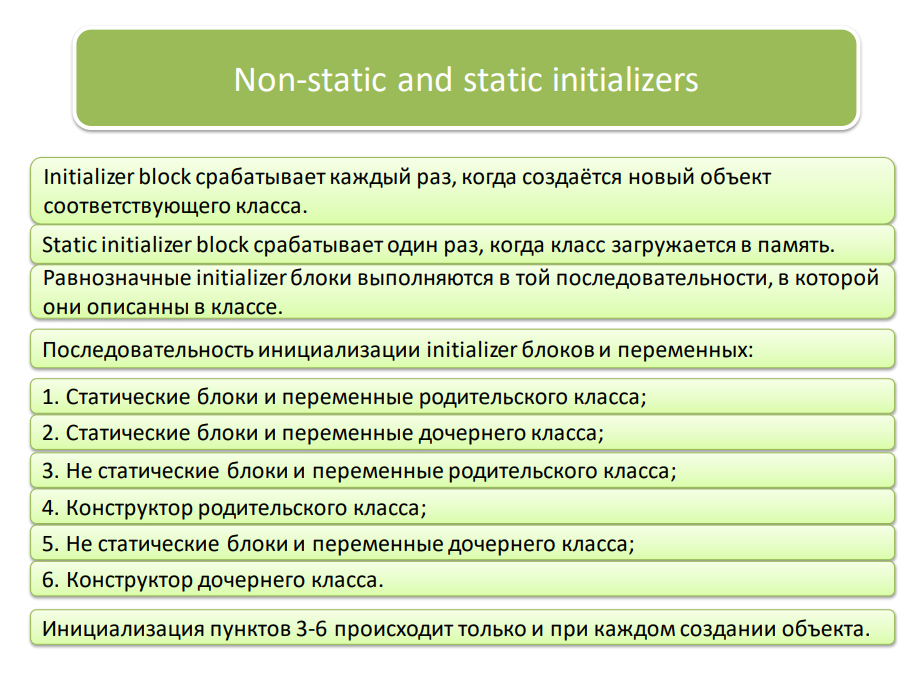 Non-static and static initializers
Initializer block срабатывает каждый раз, когда создаётся новый объект
соответствующего класса.
Static initializer block срабатывает один раз, когда класс загружается в память.
Равнозначные initializer блоки выполняются в той последовательности, в которой
они описанны в классе.
Последовательность инициализации initializer блоков и переменных:
1. Статические блоки и переменные родительского класса;
2. Статические блоки и переменные дочернего класса;
3. Не статические блоки и переменные родительского класса;
4. Конструктор родительского класса;
5. Не статические блоки и переменные дочернего класса;
6. Конструктор дочернего класса.
Инициализация пунктов 3-6 происходит только и при каждом создании объекта.